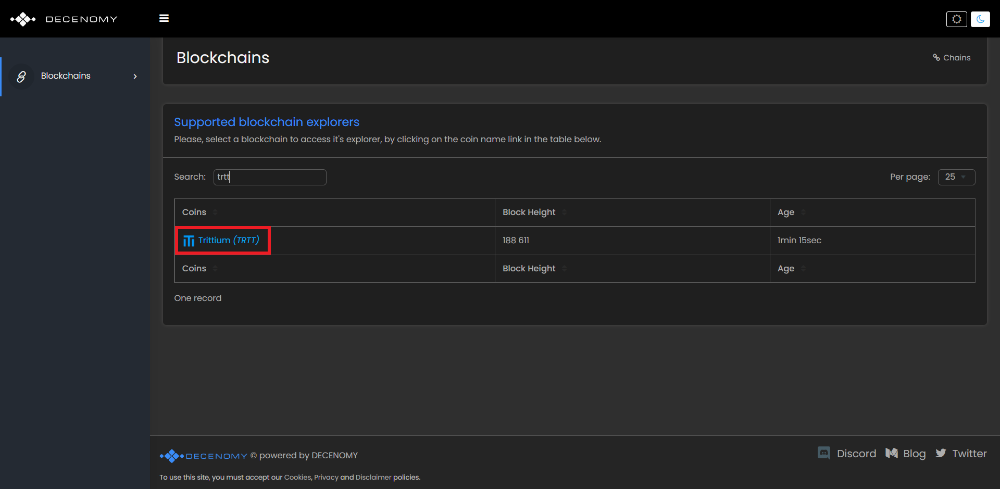 DECENOMY
Blockchains
Blockchains
Chains
Supported blockchain explorers
Please, select a blockchain to access it's explorer, by clicking on the coin name link in the table below.
Search: trtt
Per page: 25
Coins Block Height Age
Trittium (TRTT) 188 611 1min 15sec
Coins Block Height Age
One record
DECENOMY © powered by DECENOMY
Discord Blog Twitter
To use this site, you must accept our Cookies, Privacy and Disclaimer policies.